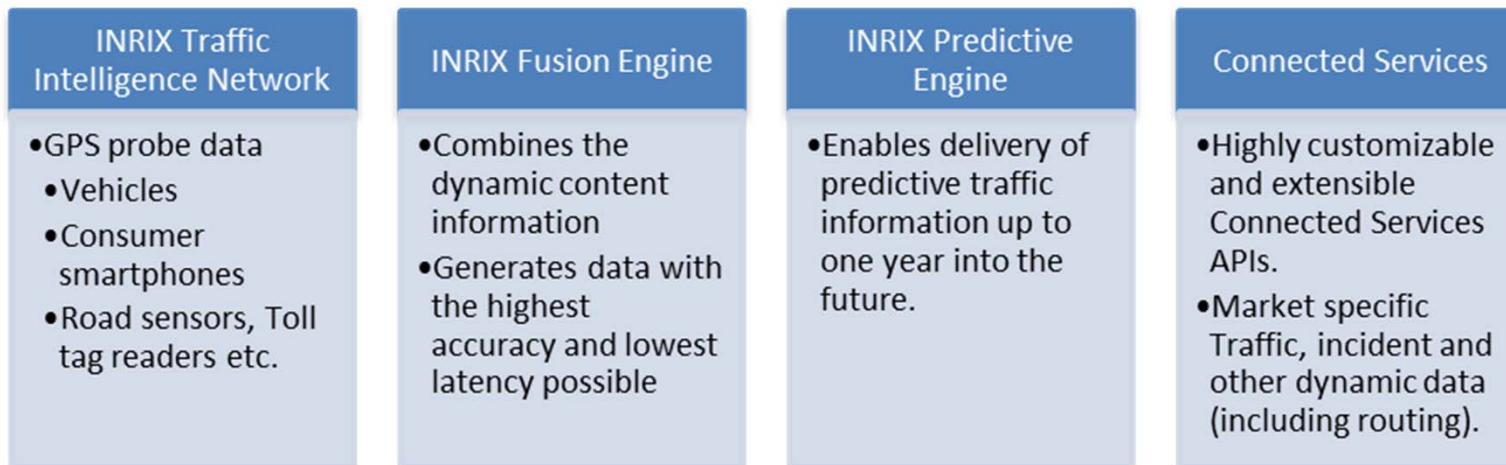 INRIX Traffic
Intelligence Network
•GPS probe data
•Vehicles
•Consumer
smartphones
•Road sensors, Toll
tag readers etc.
INRIX Fusion Engine
•Combines the
dynamic content
information
•Generates data with
the highest
accuracy and lowest
latency possible
INRIX Predictive
Engine
•Enables delivery of
predictive traffic
information up to
one year into the
future.
Connected Services
•Highly customizable
and extensible
Connected Services
APIs.
•Market specific
Traffic, incident and
other dynamic data
(including routing).